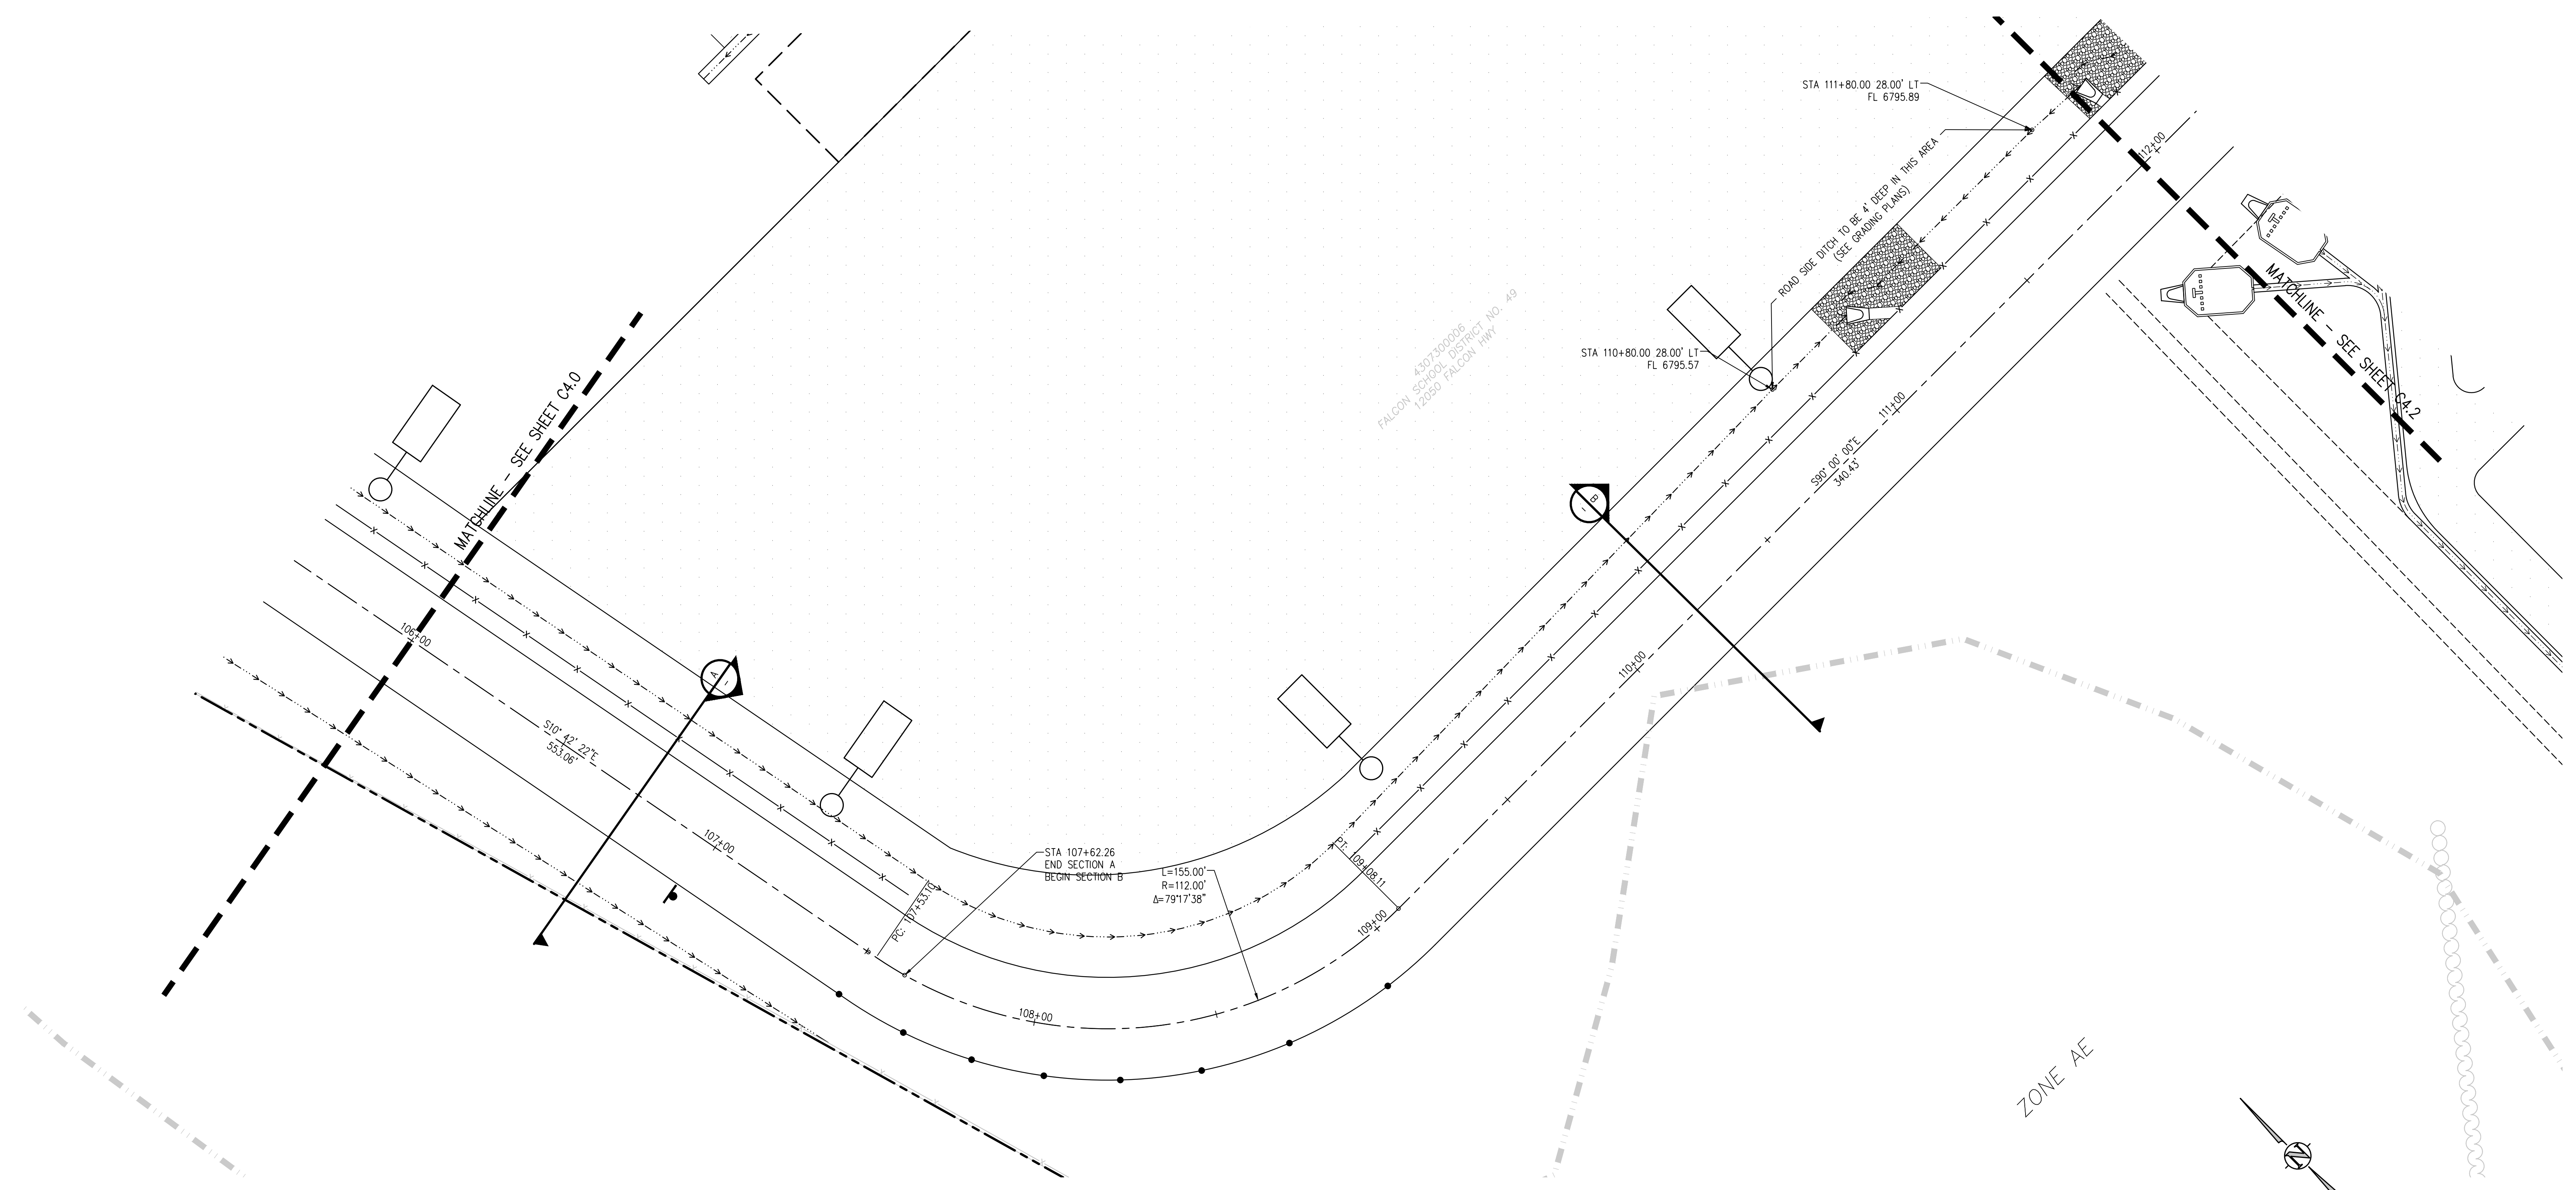 STA 111+80.00 28.00' LT
FL 6795.89
ROAD SIDE DITCH TO BE 4' DEEP IN THIS AREA
(SEE GRADING PLANS)
112+00
MATCHLINE - SEE SHEET C4.2
4307300006
FALCON SCHOOL DISTRICT NO. 49
12050 FALCON HWY
STA 110+80.00 28.00' LT
FL 6795.57
111+00
S90° 00' 00"E
340.43'
MATCHLINE - SEE SHEET C4.0
B
-
106+00
A
-
110+00
S10° 42' 22"E
553.06'
107+00
STA 107+62.26
END SECTION A
BEGIN SECTION B
PC: 107+53.10
L=155.00'
R=112.00'
Δ=79°17'38"
PT: 109+08.11
109+00
108+00
ZONE AE
N